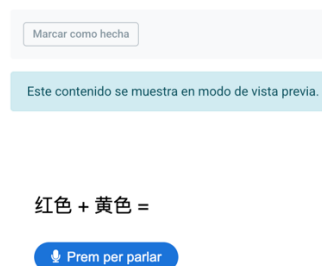 Marcar como hecha
Este contenido se muestra en modo de vista previa.
红色 + 黄色 =
Prem per parlar